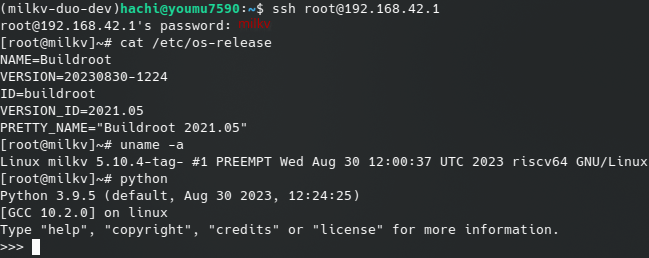 (milkv-duo-dev)hachi@youmu7590:~$ ssh root@192.168.42.1
root@192.168.42.1's password: milkv
[root@milkv]~# cat /etc/os-release
NAME=Buildroot
VERSION=20230830-1224
ID=buildroot
VERSION_ID=2021.05
PRETTY_NAME="Buildroot 2021.05"
[root@milkv]~# uname -a
Linux milkv 5.10.4-tag- #1 PREEMPT Wed Aug 30 12:00:37 UTC 2023 riscv64 GNU/Linux
[root@milkv]~# python
Python 3.9.5 (default, Aug 30 2023, 12:24:25)
[GCC 10.2.0] on linux
Type "help", "copyright", "credits" or "license" for more information.
>>>